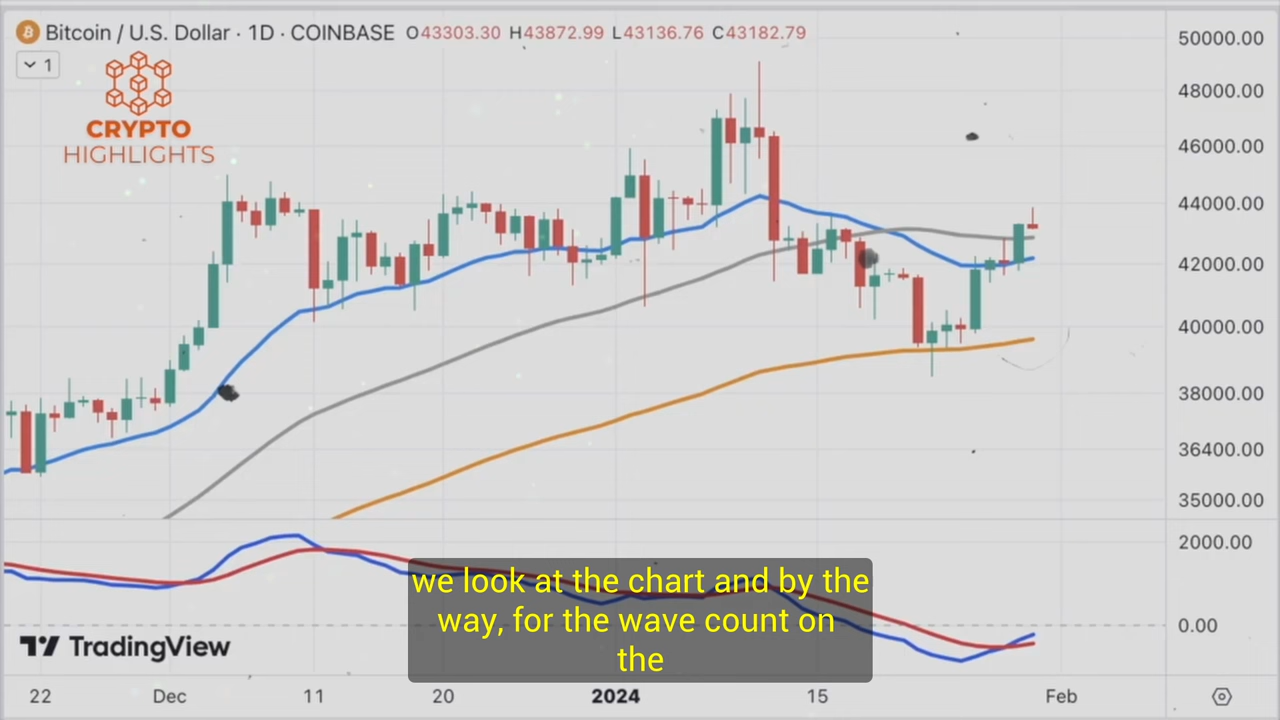 Bitcoin / U.S. Dollar · 1D · COINBASE O43303.30 H43872.99 L43136.76 C43182.79
1
CRYPTO
HIGHLIGHTS
50000.00
48000.00
46000.00
44000.00
42000.00
40000.00
38000.00
36400.00
35000.00
2000.00
0.00
we look at the chart and by the
way, for the wave count on
the
TradingView
22 Dec 11 20 2024 15 Feb